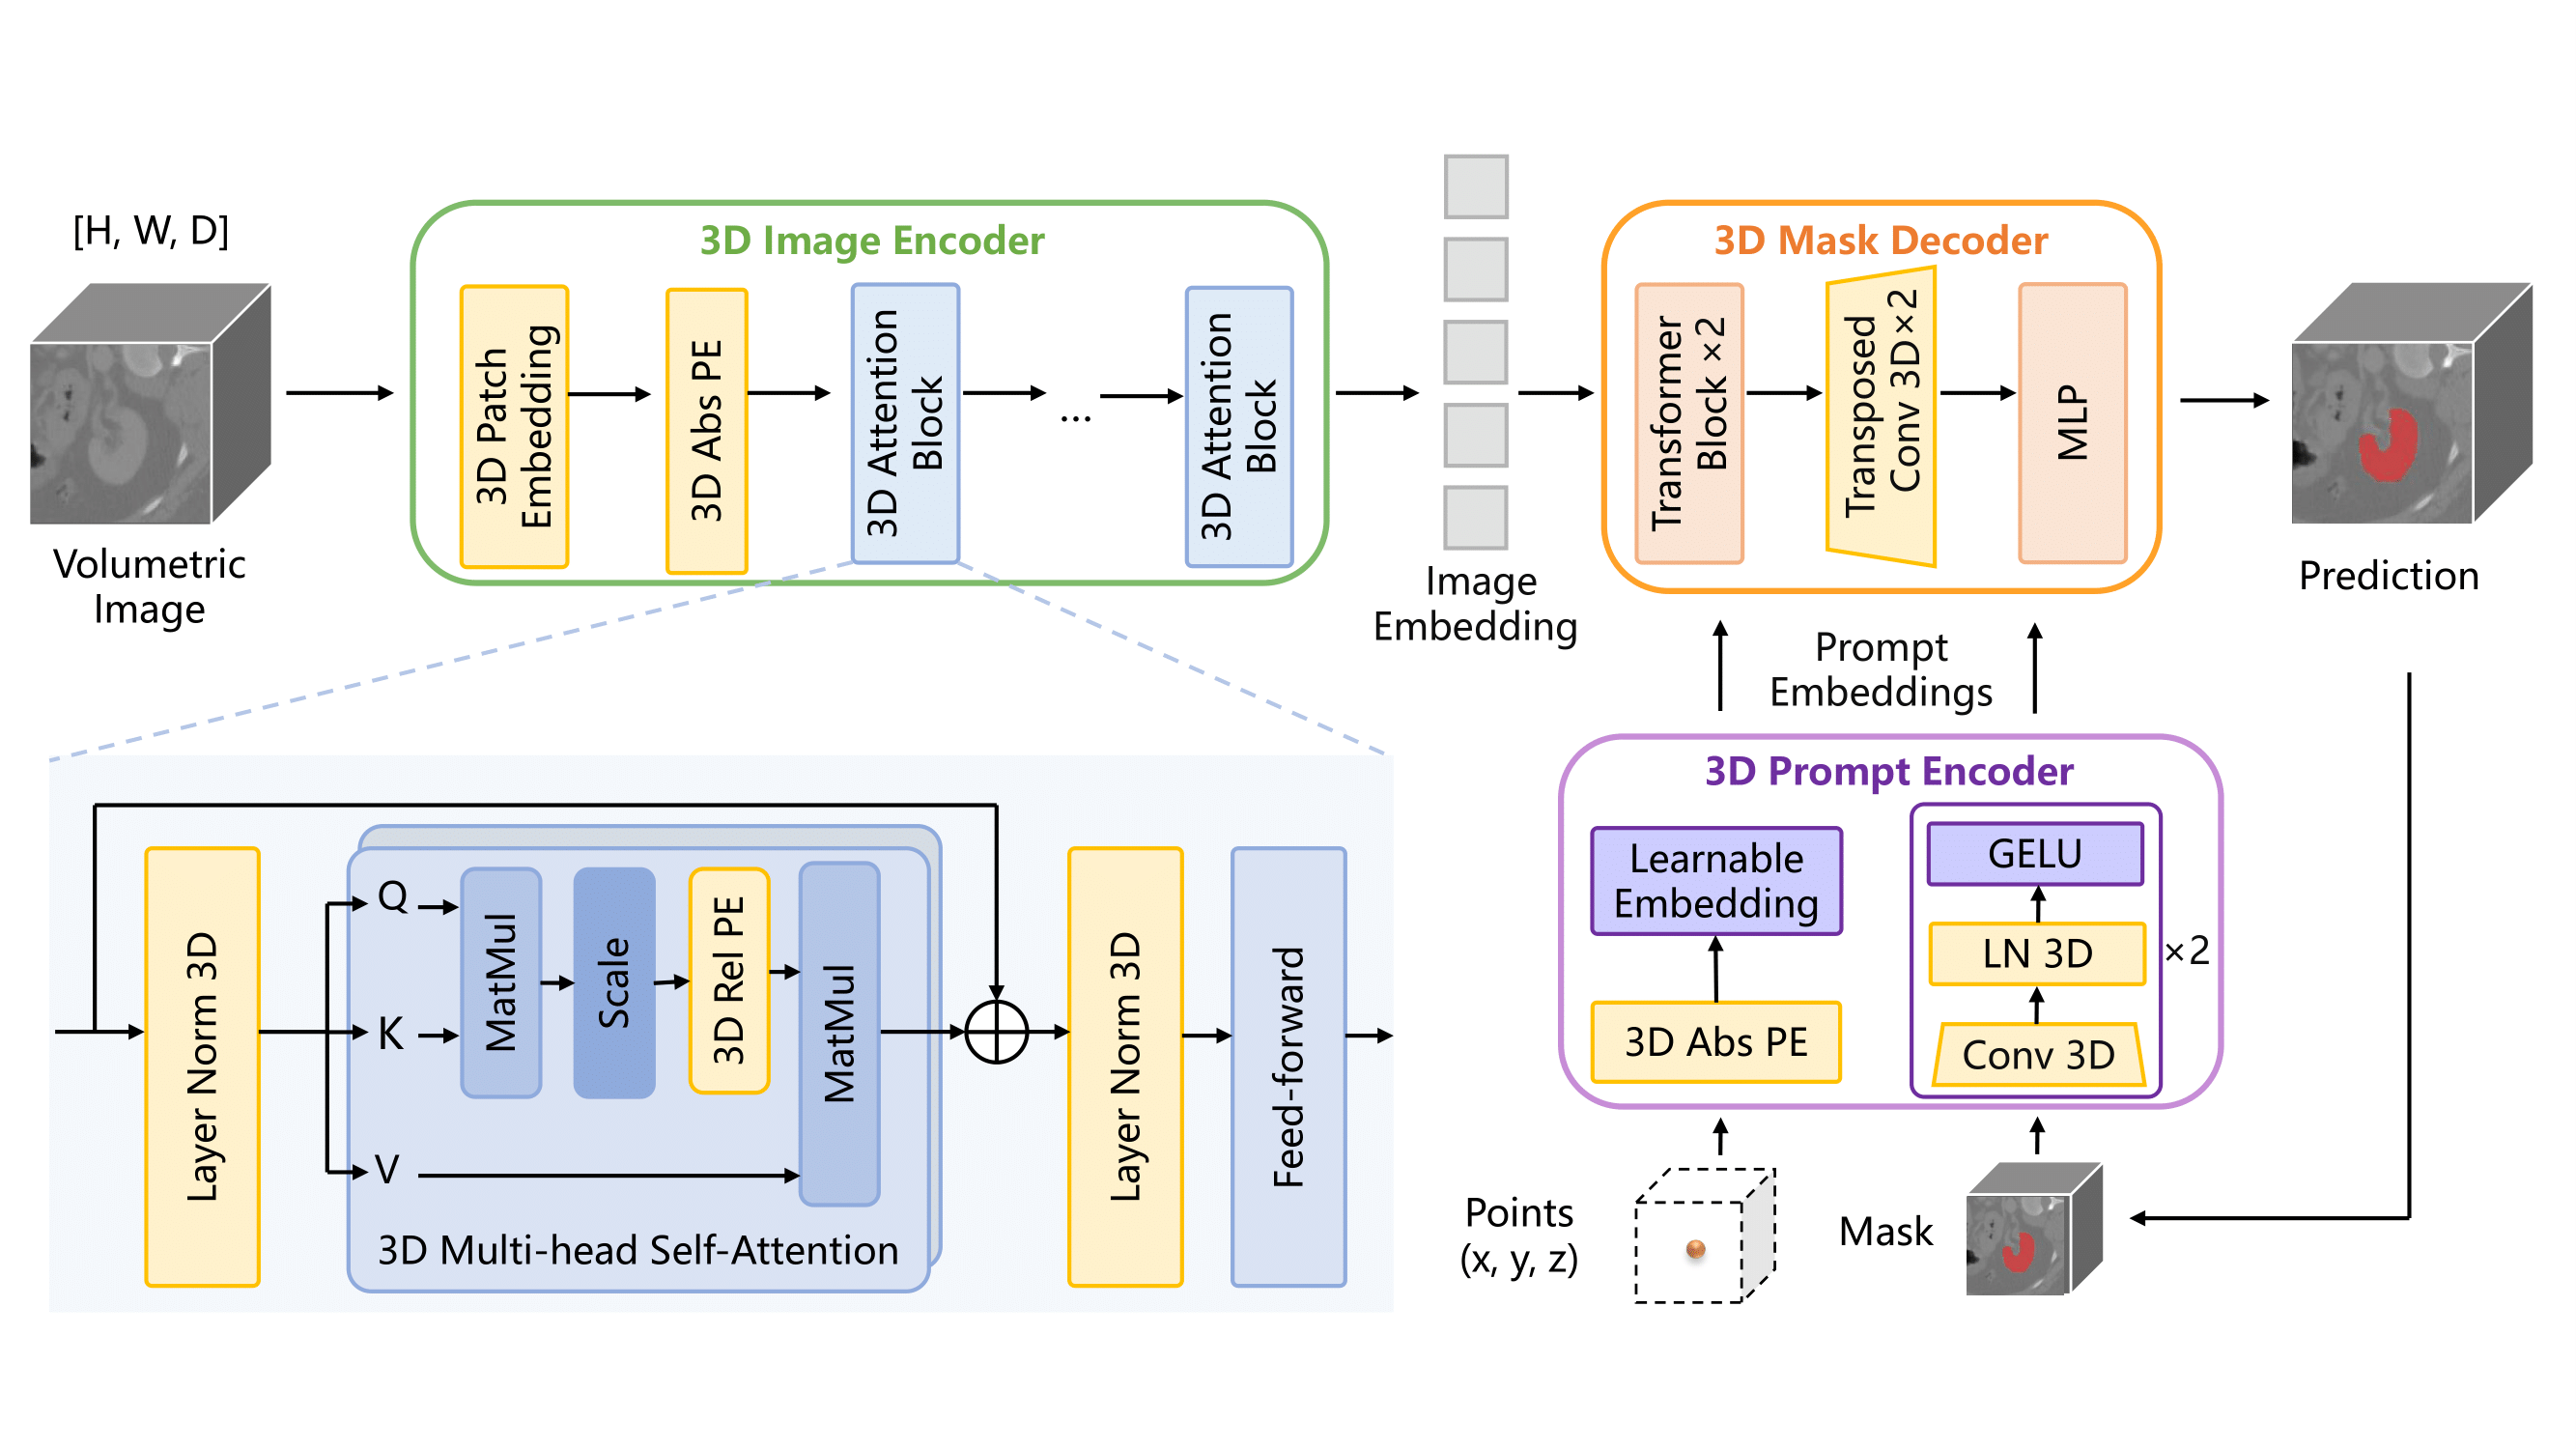 [H, W, D]
Volumetric
Image
3D Image Encoder
3D Patch
Embedding
3D Abs PE
3D Attention
Block
...
3D Attention
Block
Image
Embedding
3D Mask Decoder
Transformer
Block ×2
Transposed
Conv 3D×2
MLP
Prediction
Prompt
Embeddings
Layer Norm 3D
Q
K
V
MatMul
Scale
3D Rel PE
MatMul
3D Multi-head Self-Attention
Layer Norm 3D
Feed-forward
3D Prompt Encoder
Learnable
Embedding
3D Abs PE
GELU
LN 3D
Conv 3D
×2
Points
(x, y, z)
Mask